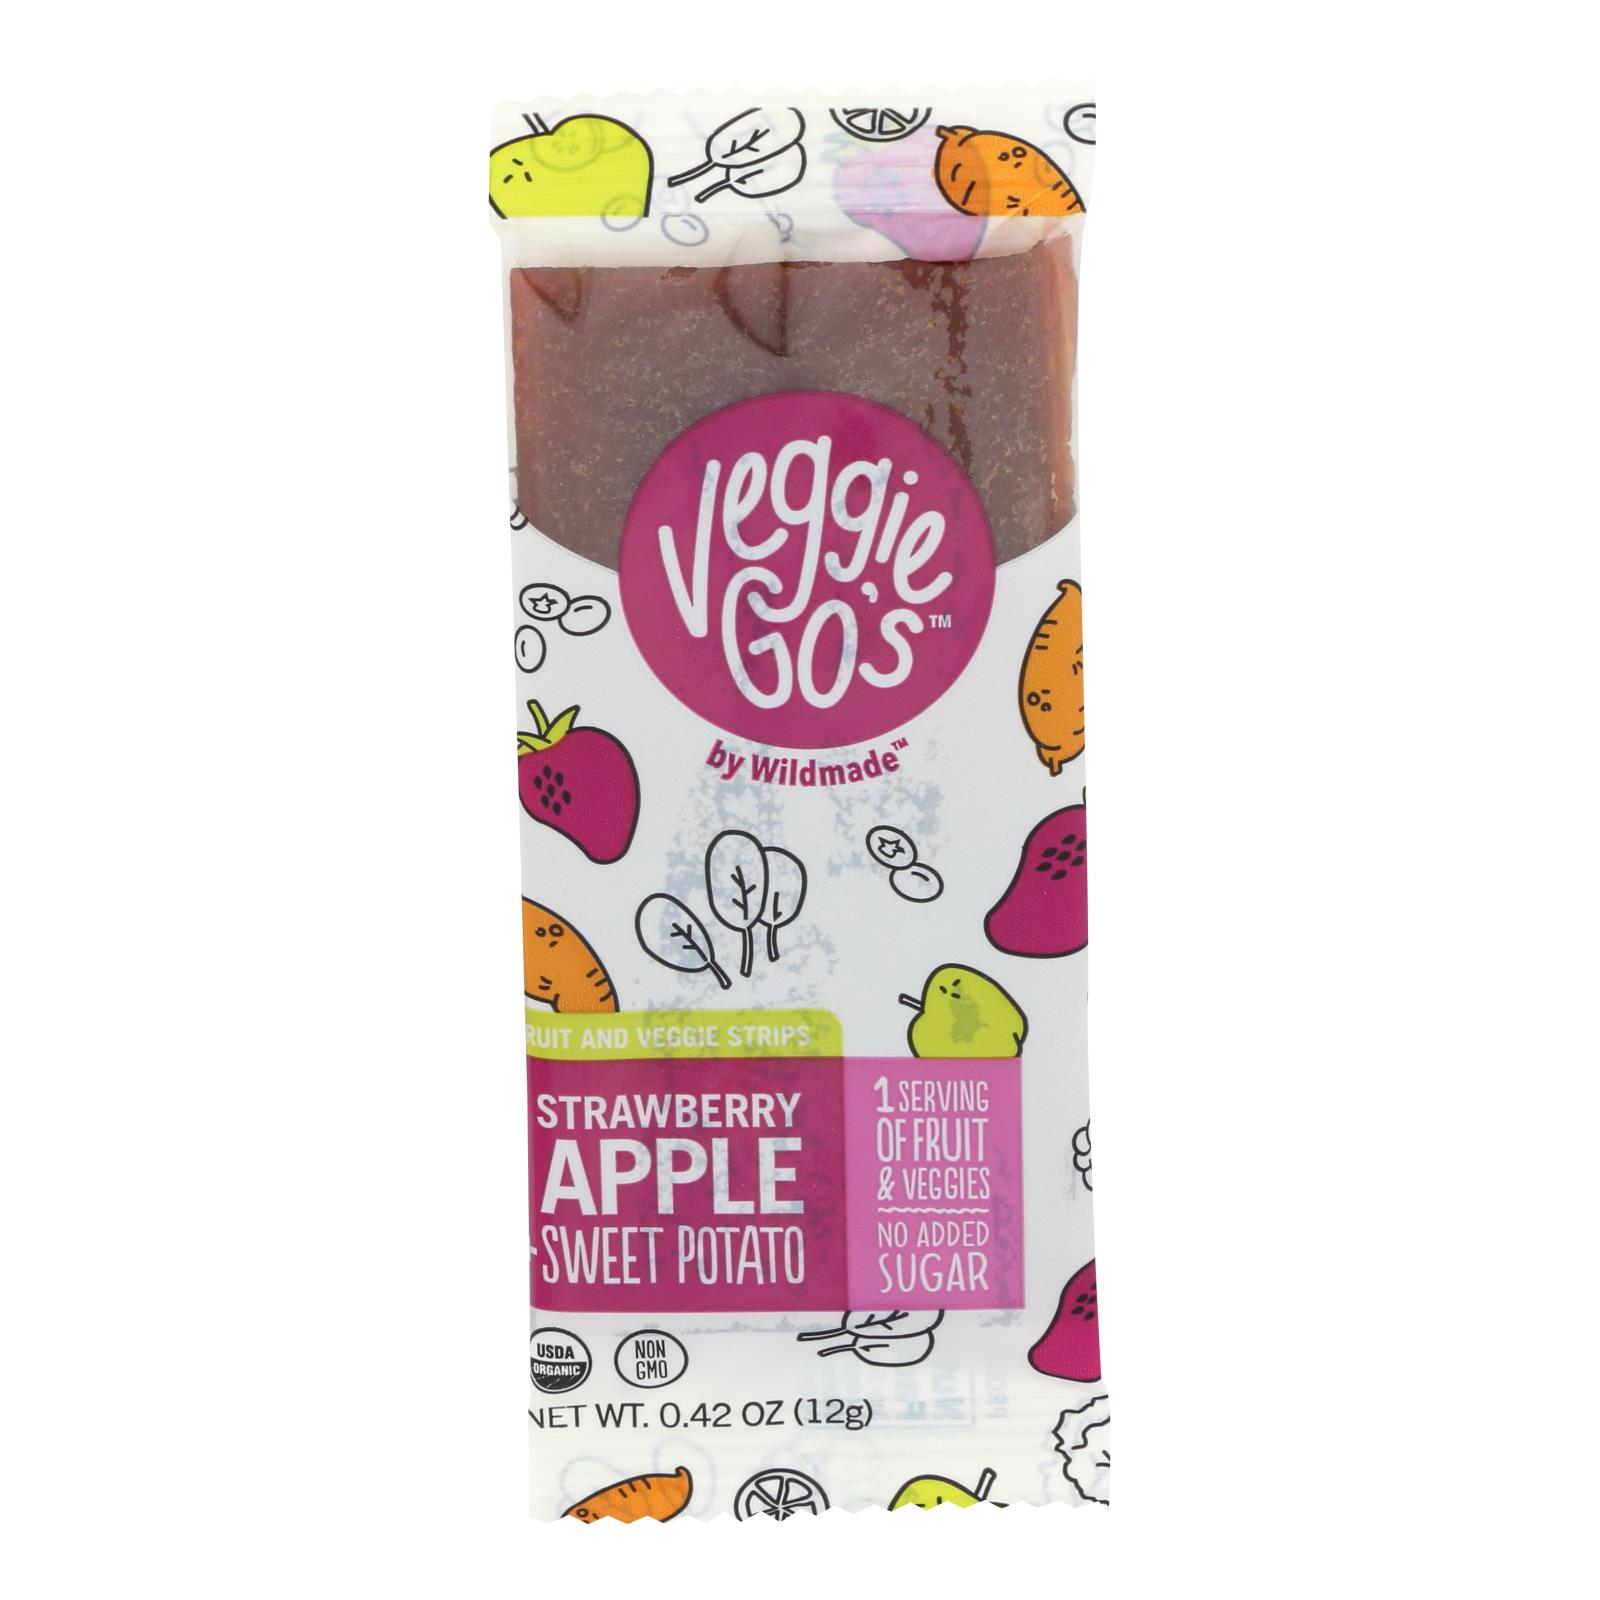 Veggie
Go's™
by Wildmade™
RUIT AND VEGGIE STRIPS
STRAWBERRY
APPLE
+SWEET POTATO
1 SERVING
OF FRUIT
& VEGGIES
NO ADDED
SUGAR
USDA
ORGANIC
NON
GMO
NET WT. 0.42 OZ (12g)